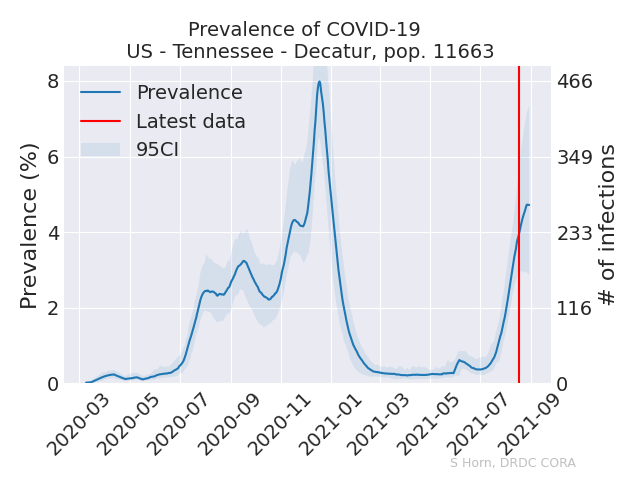 Prevalence of COVID-19
US - Tennessee - Decatur, pop. 11663
Prevalence
Latest data
95CI
Prevalence (%)
8
6
4
2
0
466
349
233
116
0
# of infections
2020-03
2020-05
2020-07
2020-09
2020-11
2021-01
2021-03
2021-05
2021-07
2021-09
S Horn, DRDC CORA